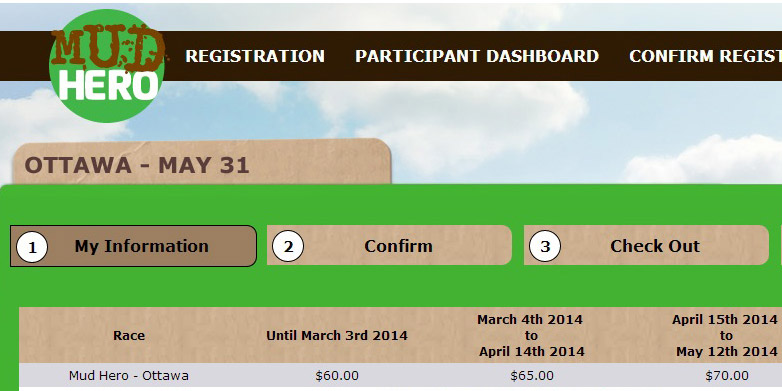 MUD
HERO
REGISTRATION PARTICIPANT DASHBOARD CONFIRM REGIST
OTTAWA - MAY 31
1 My Information 2 Confirm 3 Check Out
Race Until March 3rd 2014 March 4th 2014 to April 14th 2014 April 15th 2014 to May 12th 2014
Mud Hero - Ottawa $60.00 $65.00 $70.00